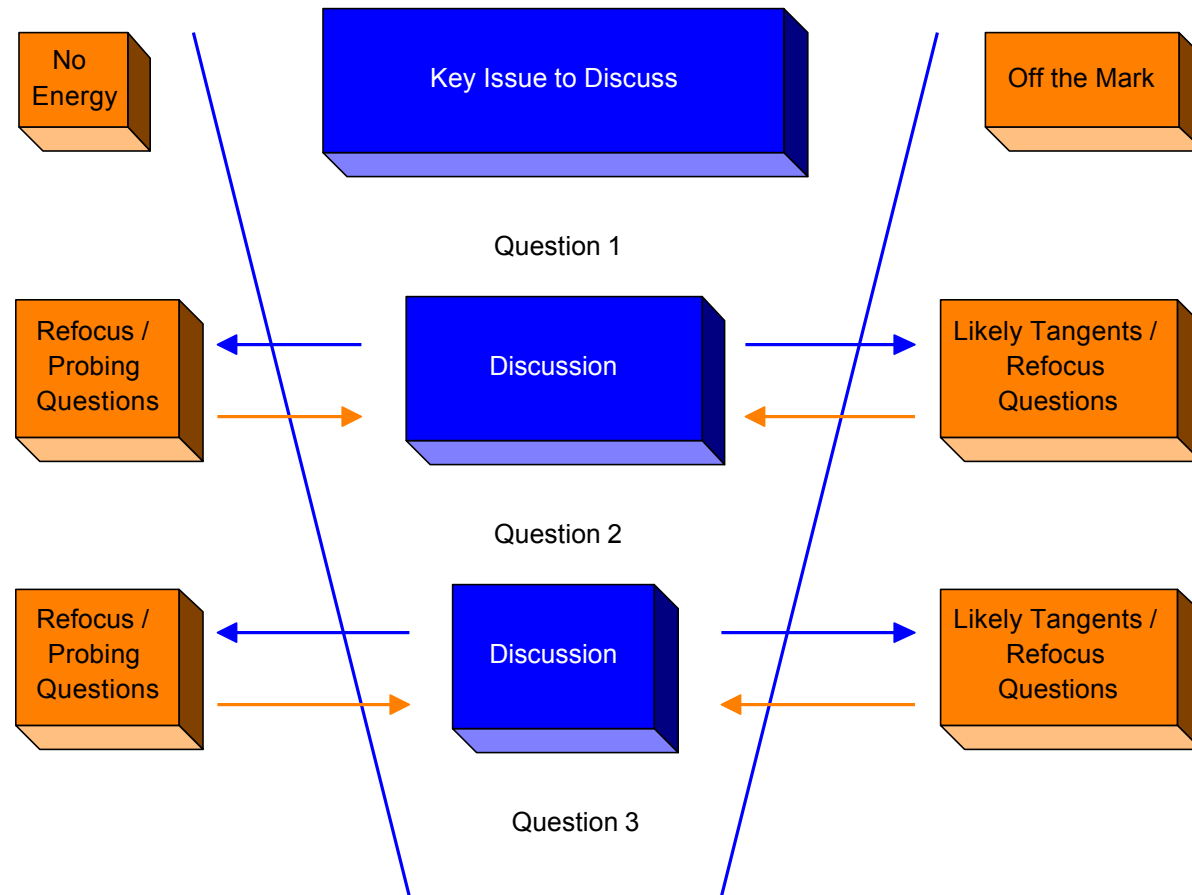 No
Energy
Key Issue to Discuss
Off the Mark
Question 1
Refocus /
Probing
Questions
Discussion
Likely Tangents /
Refocus
Questions
Question 2
Refocus /
Probing
Questions
Discussion
Likely Tangents /
Refocus
Questions
Question 3